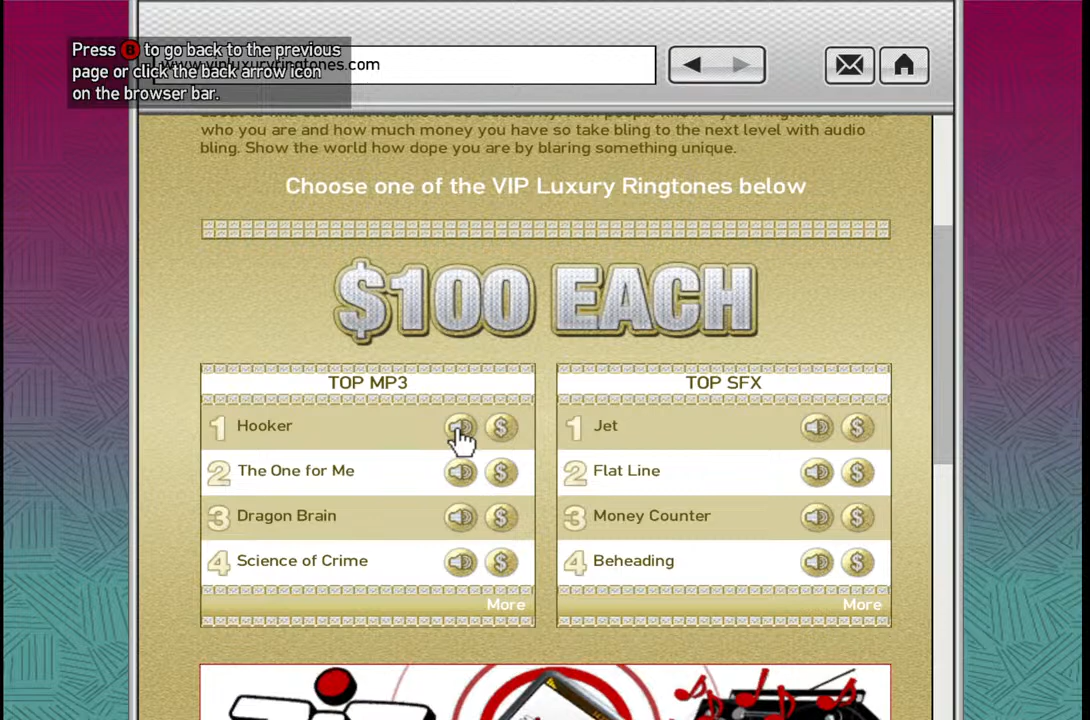 Press B to go back to the previous
page or click the back arrow icon
on the browser bar.
www.vipluxuryringtones.com
who you are and how much money you have so take bling to the next level with audio
bling. Show the world how dope you are by blaring something unique.
Choose one of the VIP Luxury Ringtones below
$100 EACH
TOP MP3
1 Hooker $
2 The One for Me $
3 Dragon Brain $
4 Science of Crime $
More
TOP SFX
1 Jet $
2 Flat Line $
3 Money Counter $
4 Beheading $
More